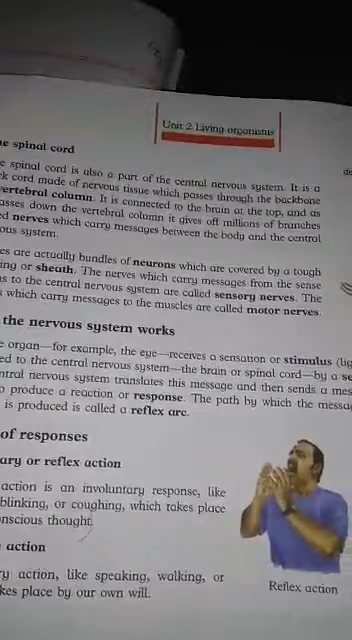 Unit 2 Living organisms
de
e spinal cord
e spinal cord is also a part of the central nervous system. It is a
k cord made of nervous tissue which passes through the backbone
vertebral column. It is connected to the brain at the top, and as
asses down the vertebral column it gives off millions of branches
ed nerves which carry messages between the body and the central
ous system.
es are actually bundles of neurons which are covered by a tough
ing or sheath. The nerves which carry messages from the sense
ns to the central nervous system are called sensory nerves. The
s which carry messages to the muscles are called motor nerves.
the nervous system works
e organ—for example, the eye—receives a sensation or stimulus (lig
ed to the central nervous system—the brain or spinal cord—by a se
ntral nervous system translates this message and then sends a mes
o produce a reaction or response. The path by which the messa
is produced is called a reflex arc.
of responses
ary or reflex action
action is an involuntary response, like
blinking, or coughing, which takes place
nscious thought.
action
ry action, like speaking, walking, or
kes place by our own will.
Reflex action